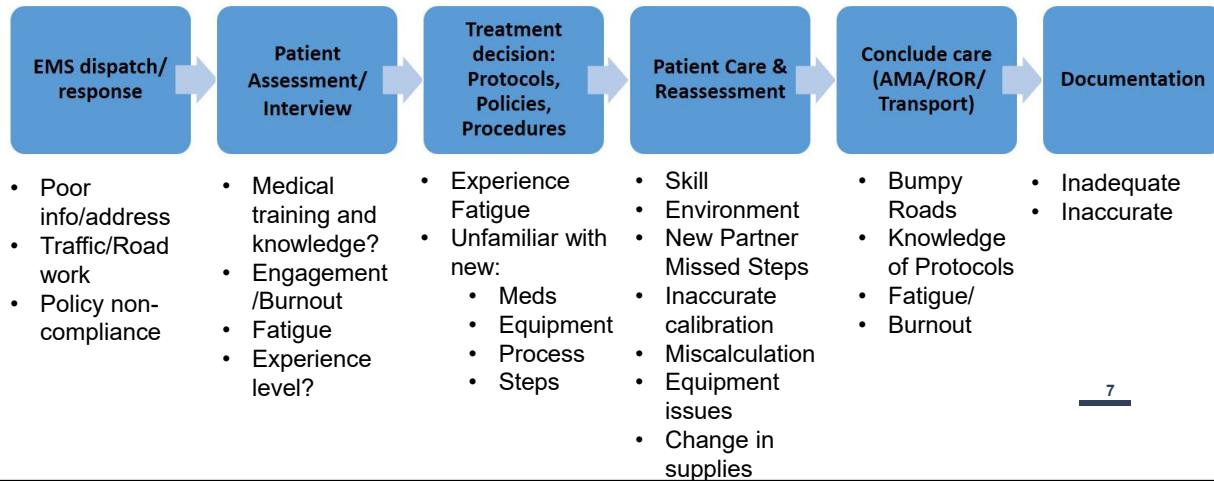 EMS dispatch/
response
Patient
Assessment/
Interview
Treatment
decision:
Protocols,
Policies,
Procedures
Patient Care &
Reassessment
Conclude care
(AMA/ROR/
Transport)
Documentation
• Poor
info/address
• Traffic/Road
work
• Policy non-
compliance
• Medical
training and
knowledge?
• Engagement
/Burnout
• Fatigue
• Experience
level?
• Experience
Fatigue
• Unfamiliar with
new:
• Meds
• Equipment
• Process
• Steps
• Skill
• Environment
• New Partner
Missed Steps
• Inaccurate
calibration
• Miscalculation
• Equipment
issues
• Change in
supplies
• Bumpy
Roads
• Knowledge
of Protocols
• Fatigue/
• Burnout
• Inadequate
• Inaccurate
7